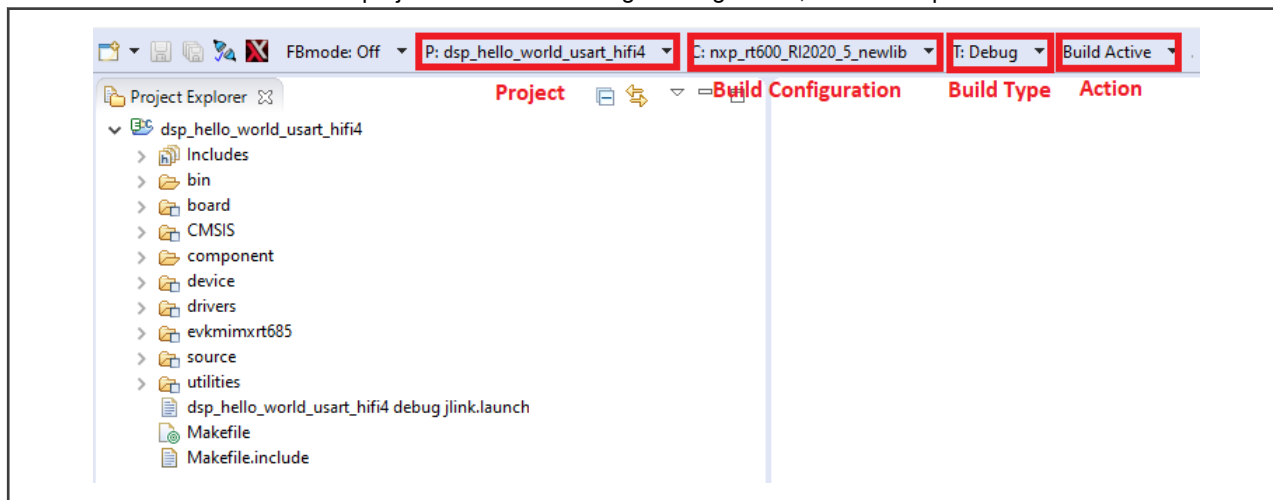 FBmode: Off P: dsp_hello_world_usart_hifi4 C: nxp_rt600_RI2020_5_newlib T: Debug Build Active
Project Explorer Project Build Configuration Build Type Action
dsp_hello_world_usart_hifi4
Includes
bin
board
CMSIS
component
device
drivers
evkmimxrt685
source
utilities
dsp_hello_world_usart_hifi4 debug jlink.launch
Makefile
Makefile.include